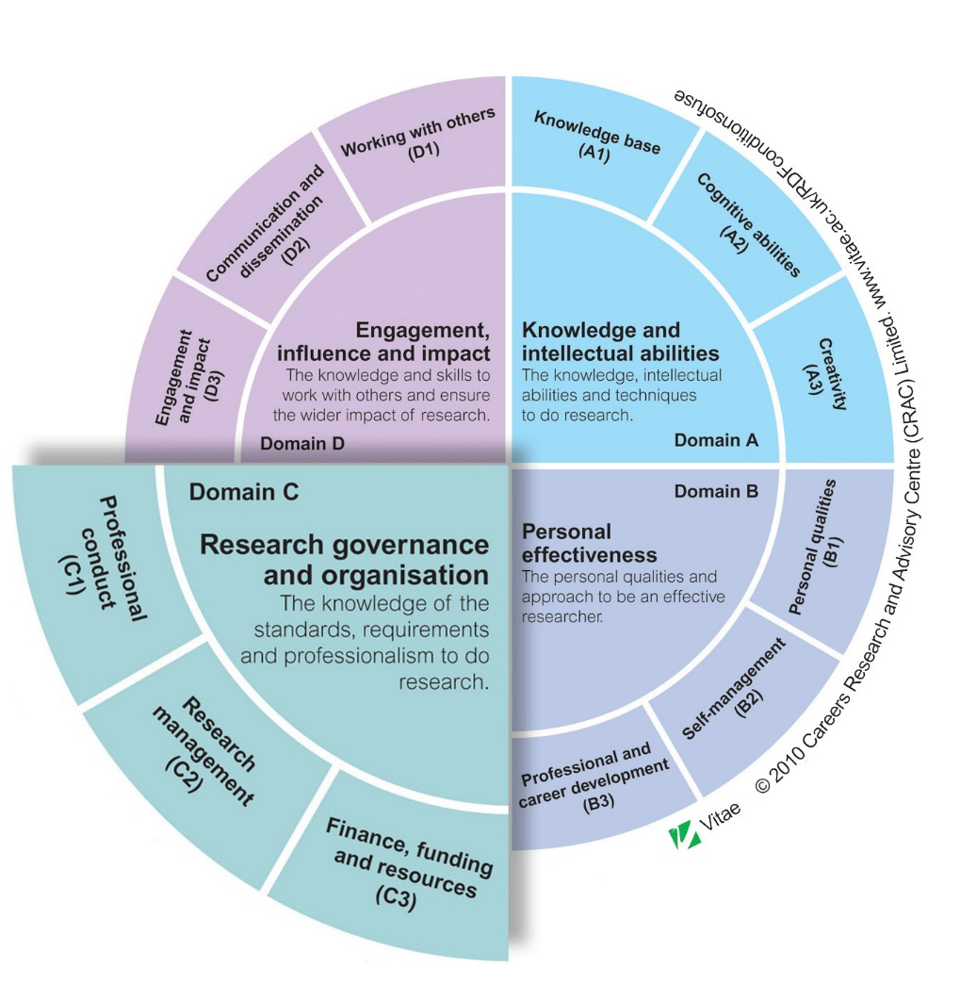 Working with others
(D1)
Communication and
dissemination
(D2)
Engagement
and impact
(D3)
Engagement,
influence and impact
The knowledge and skills to
work with others and ensure
the wider impact of research.
Domain D
Knowledge base
(A1)
Cognitive abilities
(A2)
Creativity
(A3)
Knowledge and
intellectual abilities
The knowledge, intellectual
abilities and techniques
to do research.
Domain A
Domain B
Personal
effectiveness
The personal qualities and
approach to be an effective
researcher.
Personal qualities
(B1)
Self-management
(B2)
Professional and
career development
(B3)
Domain C
Research governance
and organisation
The knowledge of the
standards, requirements
and professionalism to do
research.
Professional
conduct
(C1)
Research
management
(C2)
Finance, funding
and resources
(C3)
Vitae
© 2010 Careers Research and Advisory Centre (CRAC) Limited. www.vitae.ac.uk/RDFconditionsofuse